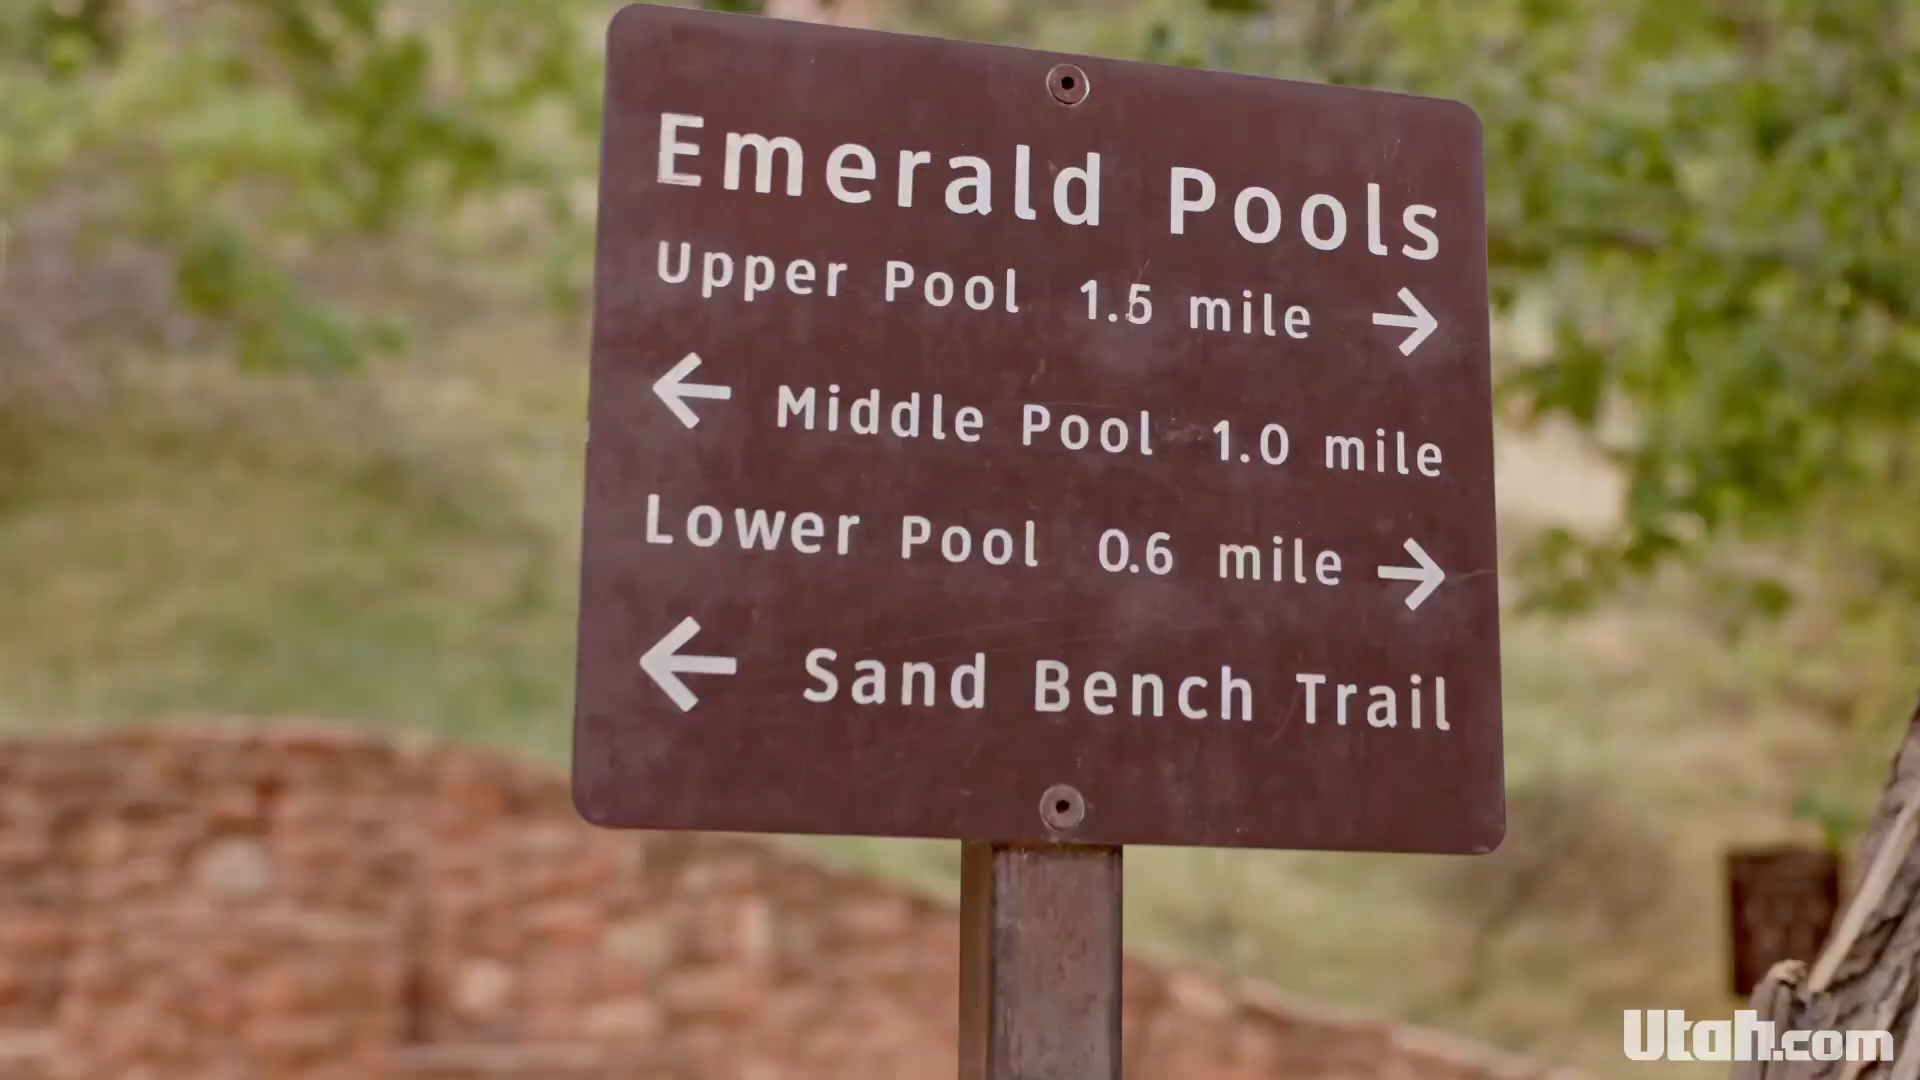 Emerald Pools
Upper Pool 1.5 mile →
← Middle Pool 1.0 mile
Lower Pool 0.6 mile →
← Sand Bench Trail
Utah.com